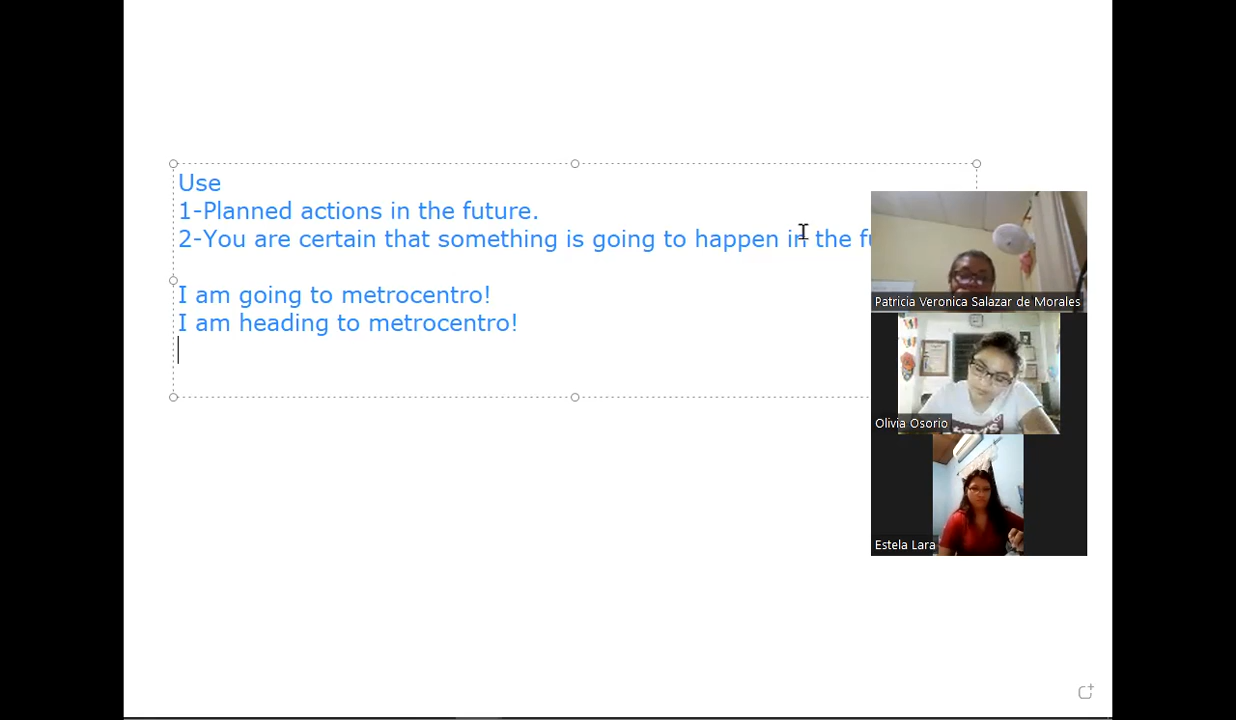 Use
1-Planned actions in the future.
2-You are certain that something is going to happen in the
I am going to metrocentro!
I am heading to metrocentro!
Patricia Veronica Salazar de Morales
Olivia Osorio
Estela Lara